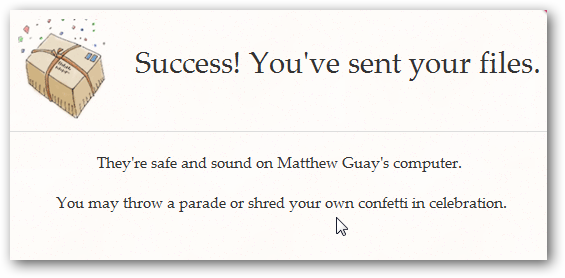 Success! You've sent your files.
They're safe and sound on Matthew Guay's computer.
You may throw a parade or shred your own confetti in celebration.